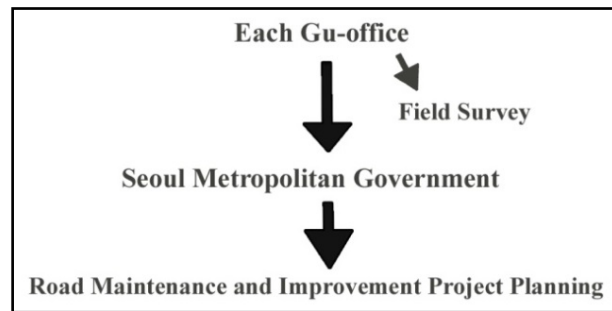 Each Gu-office
Field Survey
Seoul Metropolitan Government
Road Maintenance and Improvement Project Planning